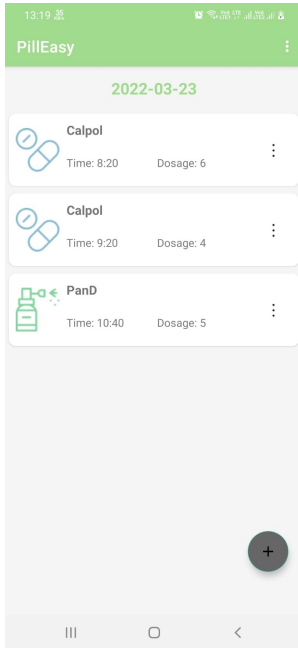 13:19
PillEasy
2022-03-23
Calpol
Time: 8:20 Dosage: 6
Calpol
Time: 9:20 Dosage: 4
PanD
Time: 10:40 Dosage: 5